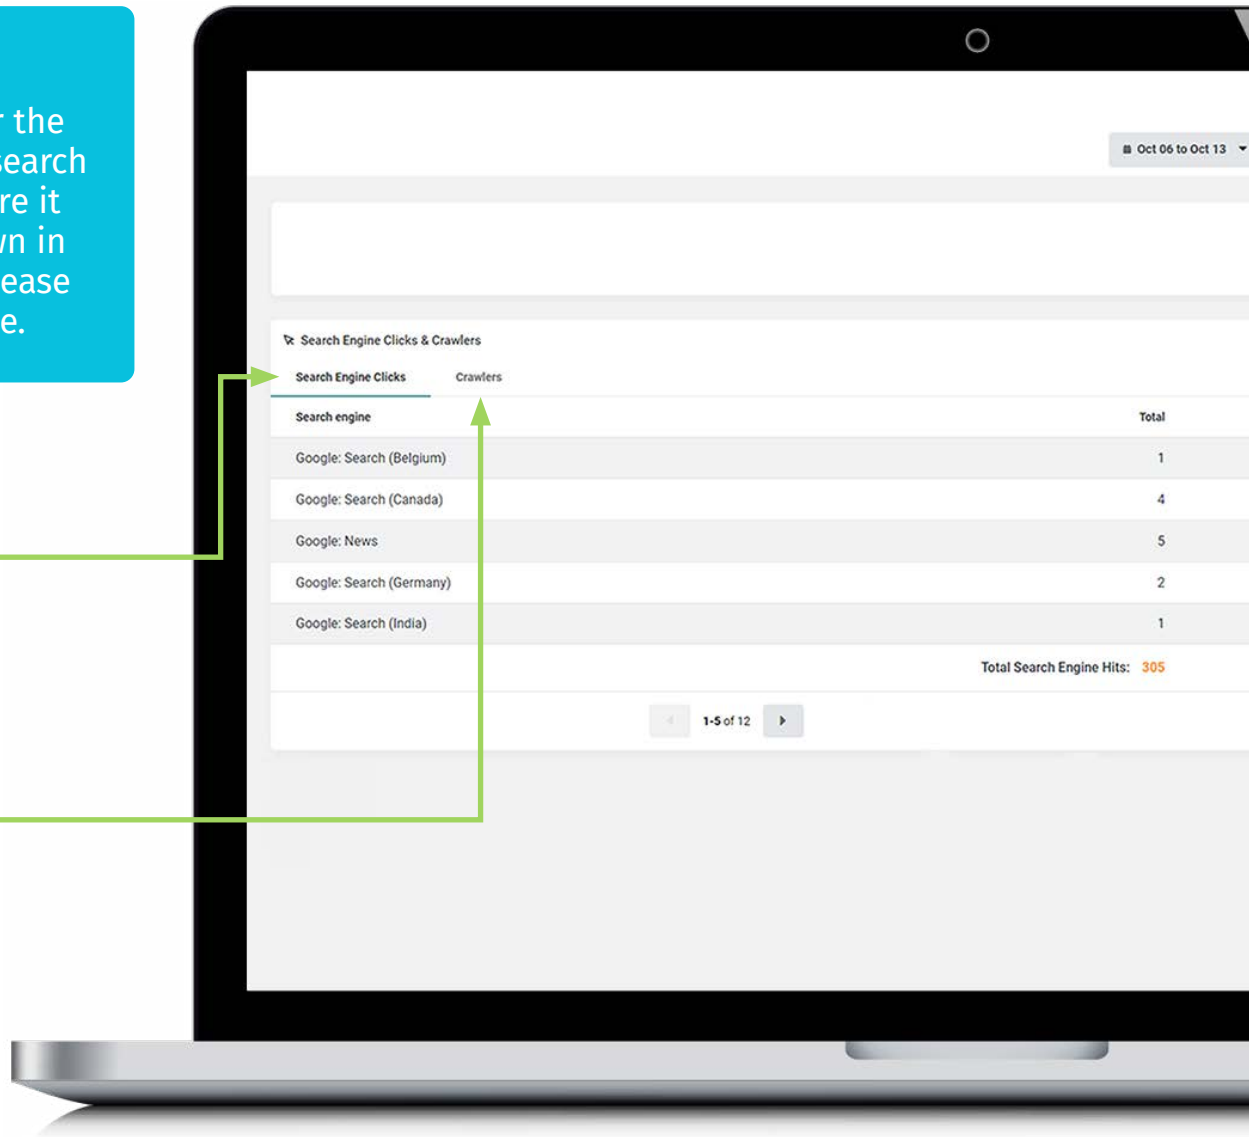 r the
search
re it
wn in
ease
e.
Oct 06 to Oct 13
Search Engine Clicks & Crawlers
Search Engine Clicks Crawlers
Search engine Total
Google: Search (Belgium) 1
Google: Search (Canada) 4
Google: News 5
Google: Search (Germany) 2
Google: Search (India) 1
Total Search Engine Hits: 305
1-5 of 12